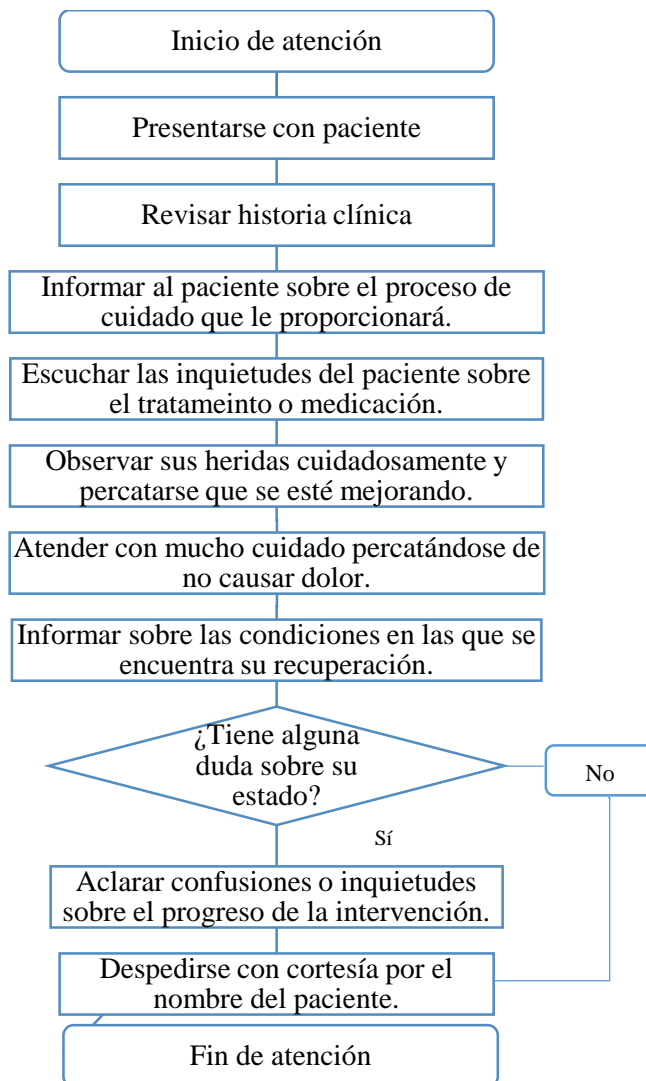 Inicio de atención
Presentarse con paciente
Revisar historia clínica
Informar al paciente sobre el proceso de
cuidado que le proporcionará.
Escuchar las inquietudes del paciente sobre
el tratameinto o medicación.
Observar sus heridas cuidadosamente y
percatarse que se esté mejorando.
Atender con mucho cuidado percatándose de
no causar dolor.
Informar sobre las condiciones en las que se
encuentra su recuperación.
¿Tiene alguna
duda sobre su
estado?
No
Sí
Aclarar confusiones o inquietudes
sobre el progreso de la intervención.
Despedirse con cortesía por el
nombre del paciente.
Fin de atención